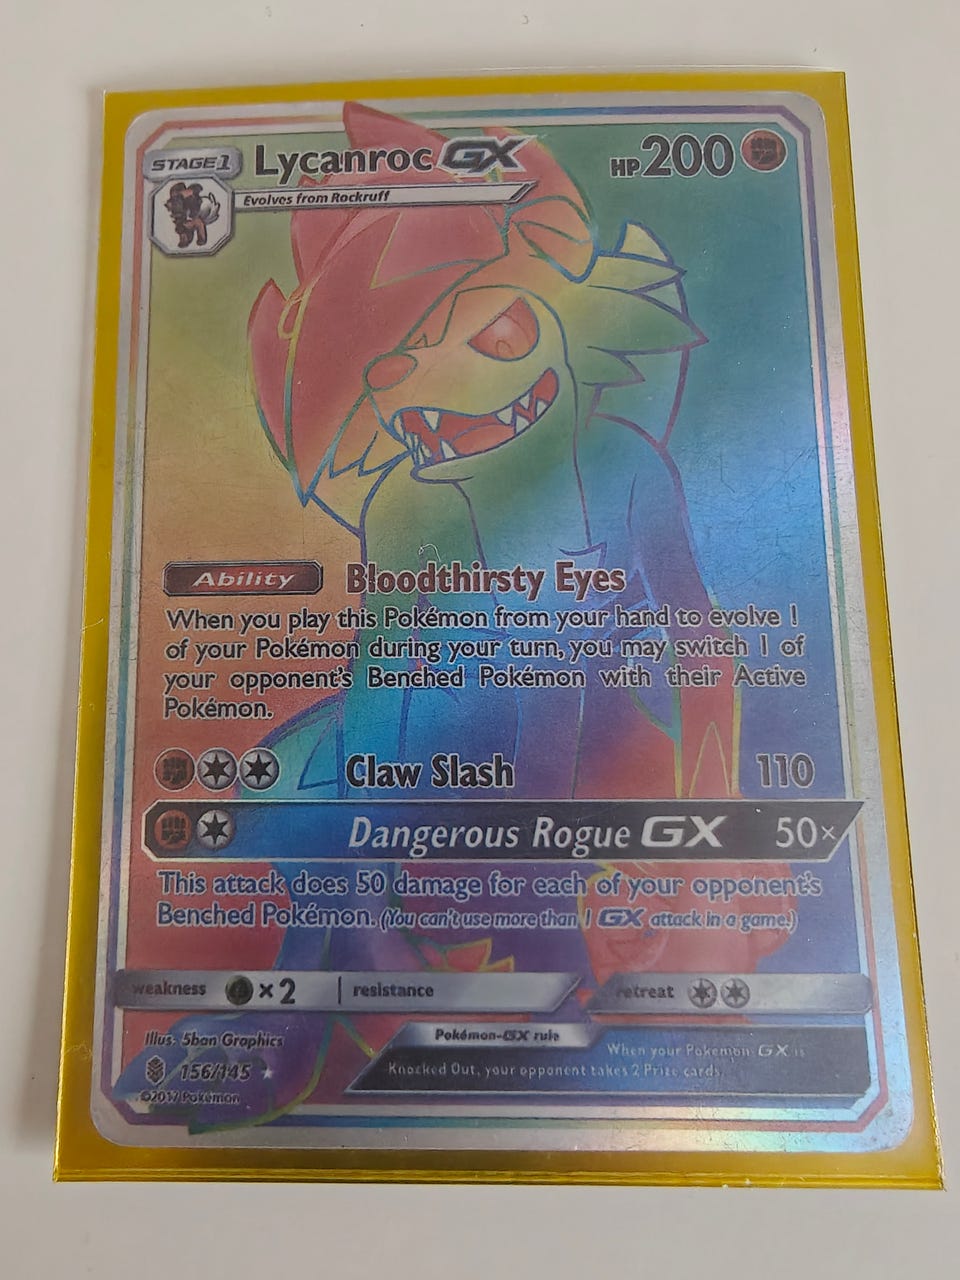 STAGE 1 Lycanroc GX HP 200
Evolves from Rockruff
Ability Bloodthirsty Eyes
When you play this Pokémon from your hand to evolve 1
of your Pokémon during your turn, you may switch 1 of
your opponent's Benched Pokémon with their Active
Pokémon.
Claw Slash 110
Dangerous Rogue GX 50×
This attack does 50 damage for each of your opponent's
Benched Pokémon. (You can't use more than 1 GX attack in a game.)
weakness ×2 resistance retreat
Illus. 5ban Graphics
Pokémon-GX rule
When your Pokémon-GX is
Knocked Out, your opponent takes 2 Prize cards.
156/145
©2017 Pokémon